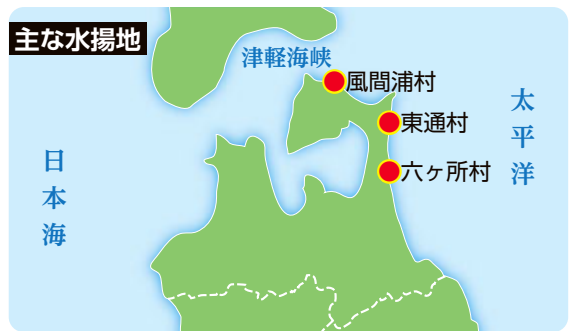 主な水揚地
津軽海峡
風間浦村
東通村
六ヶ所村
太平洋
日本海